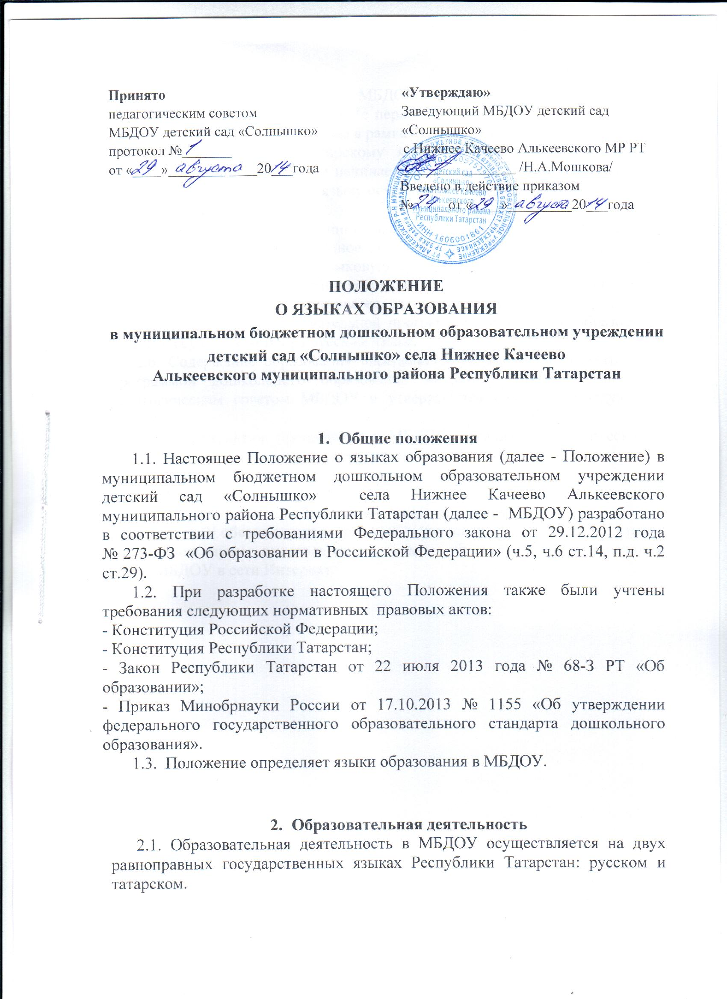 Принято
педагогическим советом
МБДОУ детский сад «Солнышко»
протокол № 1
от «29» августа 2014 года
«Утверждаю»
Заведующий МБДОУ детский сад
«Солнышко»
с.Нижнее Качеево Алькеевского МР РТ
/Н.А.Мошкова/
Введено в действие приказом
№ от «29» августа 2014 года
детский сад
«Солнышко»
села Нижнее Качеево
Алькеевского
муниципального района
Республики Татарстан
ИНН 1606001861
ПОЛОЖЕНИЕ
О ЯЗЫКАХ ОБРАЗОВАНИЯ
в муниципальном бюджетном дошкольном образовательном учреждении
детский сад «Солнышко» села Нижнее Качеево
Алькеевского муниципального района Республики Татарстан
1. Общие положения
1.1. Настоящее Положение о языках образования (далее - Положение) в
муниципальном бюджетном дошкольном образовательном учреждении
детский сад «Солнышко» села Нижнее Качеево Алькеевского
муниципального района Республики Татарстан (далее - МБДОУ) разработано
в соответствии с требованиями Федерального закона от 29.12.2012 года
№ 273-ФЗ «Об образовании в Российской Федерации» (ч.5, ч.6 ст.14, п.д. ч.2
ст.29).
1.2. При разработке настоящего Положения также были учтены
требования следующих нормативных правовых актов:
- Конституция Российской Федерации;
- Конституция Республики Татарстан;
- Закон Республики Татарстан от 22 июля 2013 года № 68-З РТ «Об
образовании»;
- Приказ Минобрнауки России от 17.10.2013 № 1155 «Об утверждении
федерального государственного образовательного стандарта дошкольного
образования».
1.3. Положение определяет языки образования в МБДОУ.
2. Образовательная деятельность
2.1. Образовательная деятельность в МБДОУ осуществляется на двух
равноправных государственных языках Республики Татарстан: русском и
татарском.